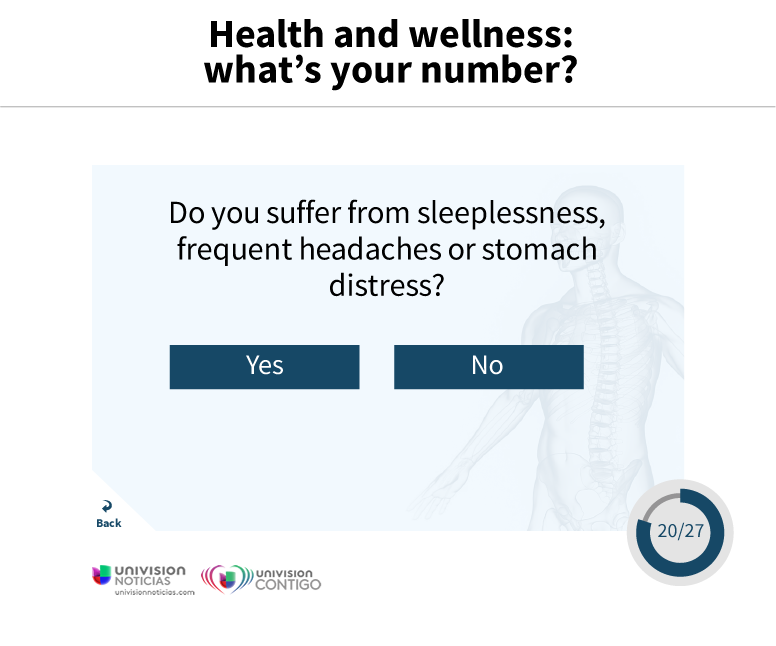 Health and wellness:
what’s your number?
Do you suffer from sleeplessness,
frequent headaches or stomach
distress?
Yes
No
Back
20/27
UNIVISION
NOTICIAS
univisionnoticias.com
UNIVISION
CONTIGO